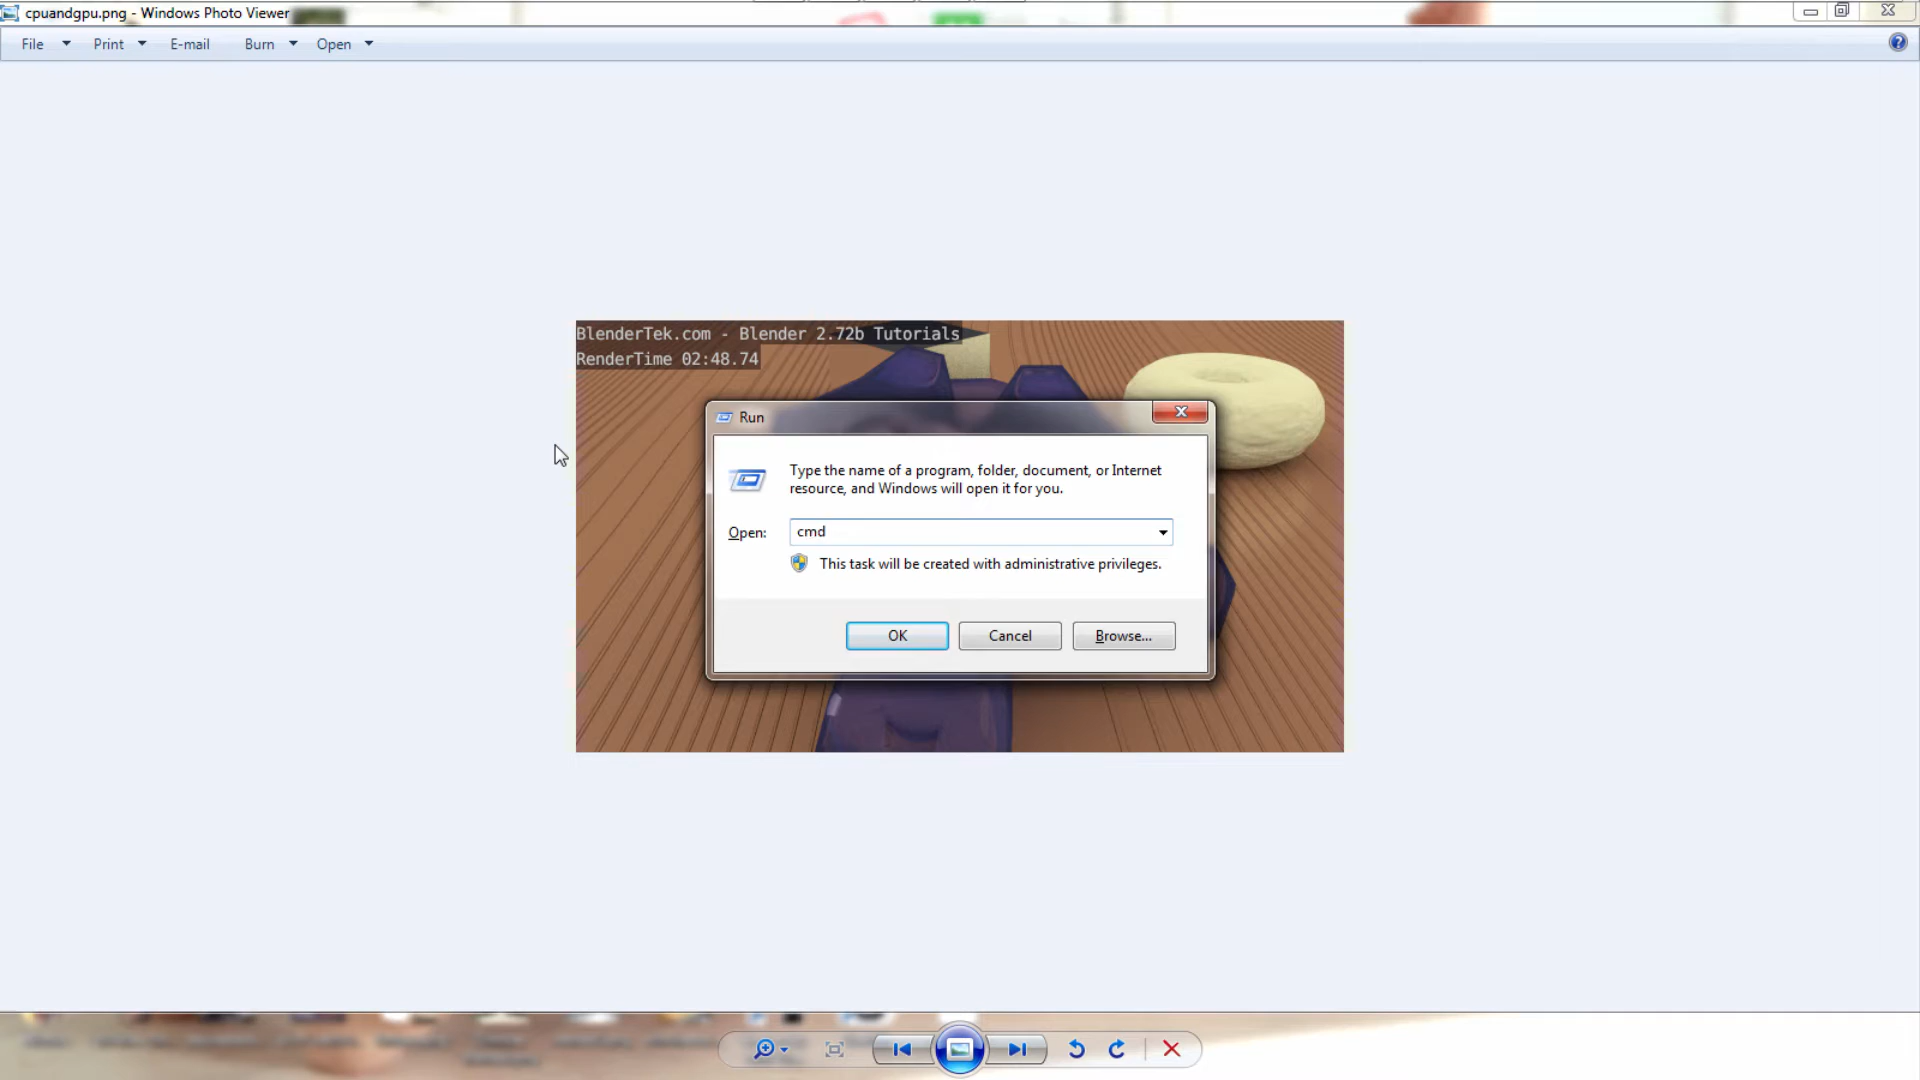 cpuandgpu.png - Windows Photo Viewer
File Print E-mail Burn Open
BlenderTek.com - Blender 2.72b Tutorials
RenderTime 02:48.74
Run
Type the name of a program, folder, document, or Internet
resource, and Windows will open it for you.
Open: cmd
This task will be created with administrative privileges.
OK Cancel Browse...